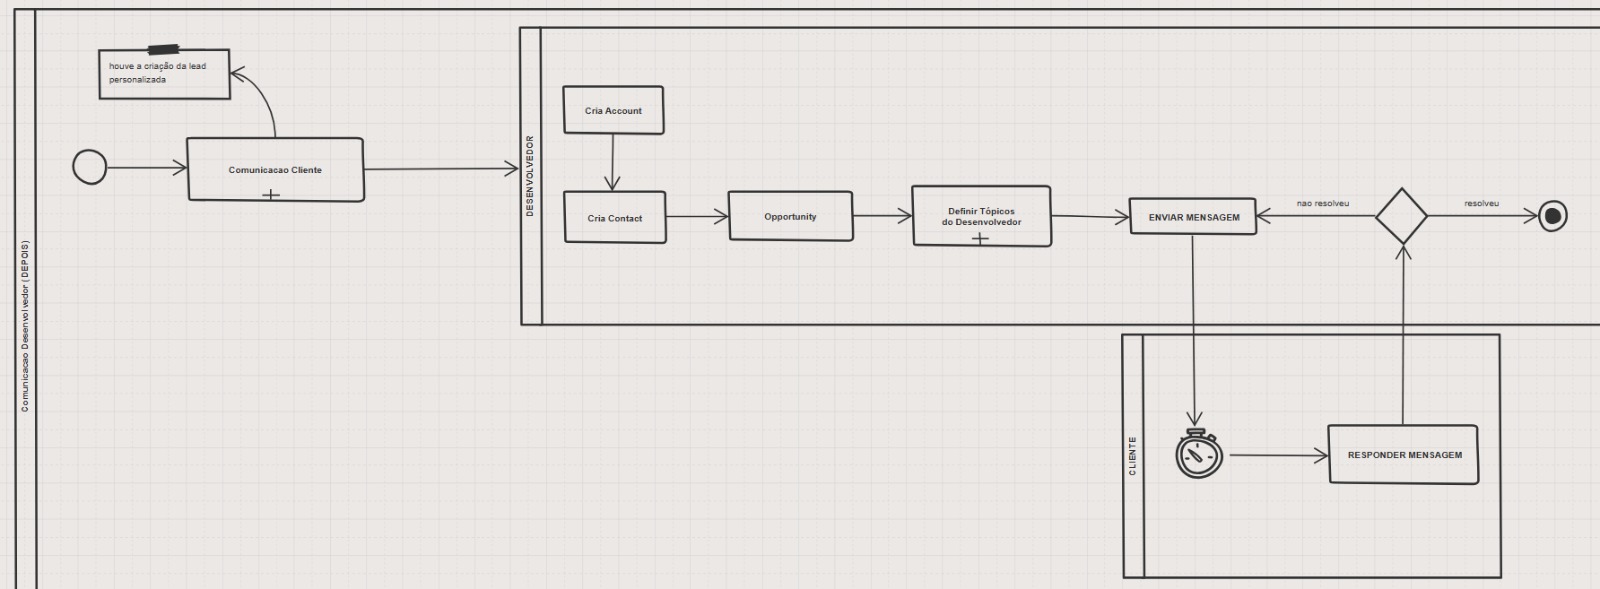 Comunicacao Desenvolvedor (DEPOIS)
houve a criação da lead
personalizada
Comunicacao Cliente
DESENVOLVEDOR
Cria Account
Cria Contact
Opportunity
Definir Tópicos
do Desenvolvedor
ENVIAR MENSAGEM
nao resolveu
resolveu
CLIENTE
RESPONDER MENSAGEM